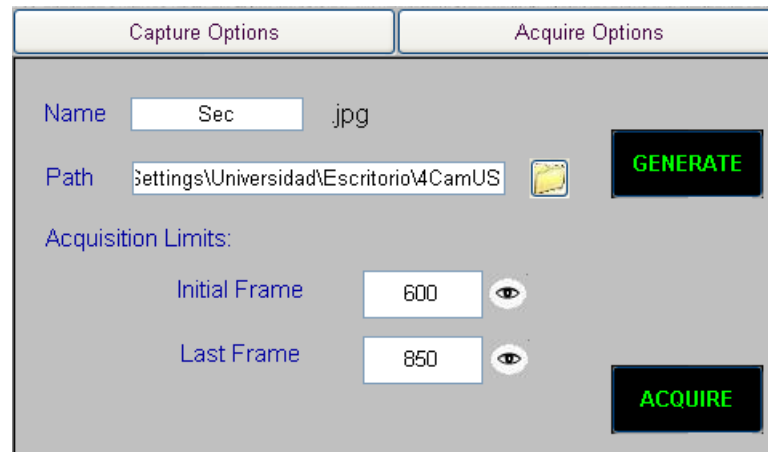 Capture Options
Acquire Options
Name Sec .jpg
GENERATE
Path Settings\Universidad\Escritorio\4CamUS
Acquisition Limits:
Initial Frame 600
Last Frame 850
ACQUIRE